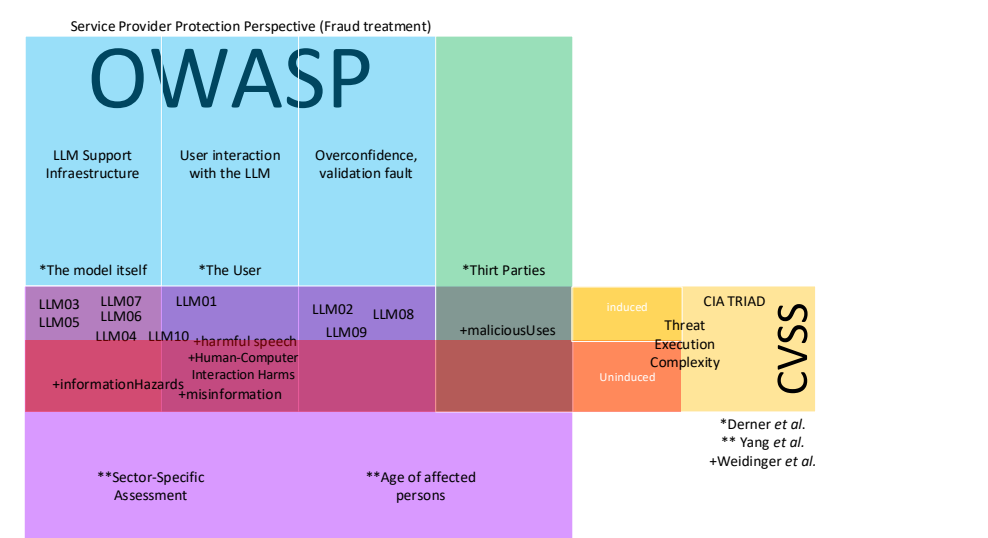 Service Provider Protection Perspective (Fraud treatment)
OWASP
LLM Support
Infraestructure
User interaction
with the LLM
Overconfidence,
validation fault
*The model itself
*The User
*Thirt Parties
LLM03
LLM07
LLM05
LLM06
LLM04
LLM10
LLM01
LLM02
LLM08
LLM09
+harmful speech
+Human-Computer
Interaction Harms
+misinformation
+informationHazards
+maliciousUses
induced
Uninduced
Threat
Execution
Complexity
CIA TRIAD
CVSS
*Derner et al.
** Yang et al.
+Weidinger et al.
**Sector-Specific
Assessment
**Age of affected
persons